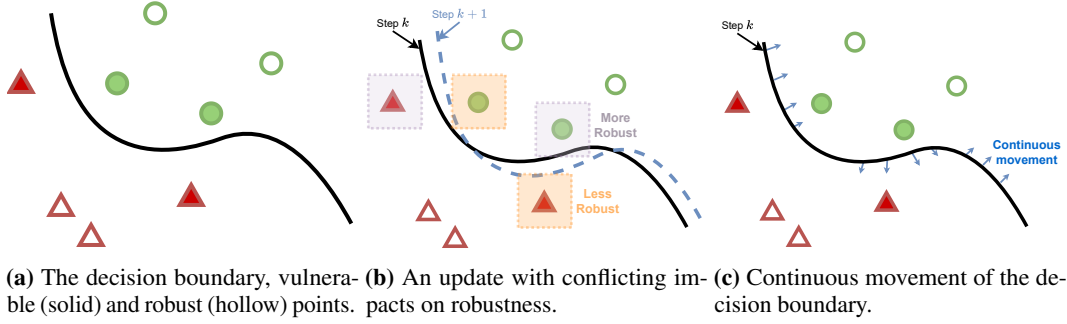 Step k
Step k + 1
More
Robust
Less
Robust
Step k
Continuous
movement
(a) The decision boundary, vulnera-
ble (solid) and robust (hollow) points.
(b) An update with conflicting im-
pacts on robustness.
(c) Continuous movement of the de-
cision boundary.